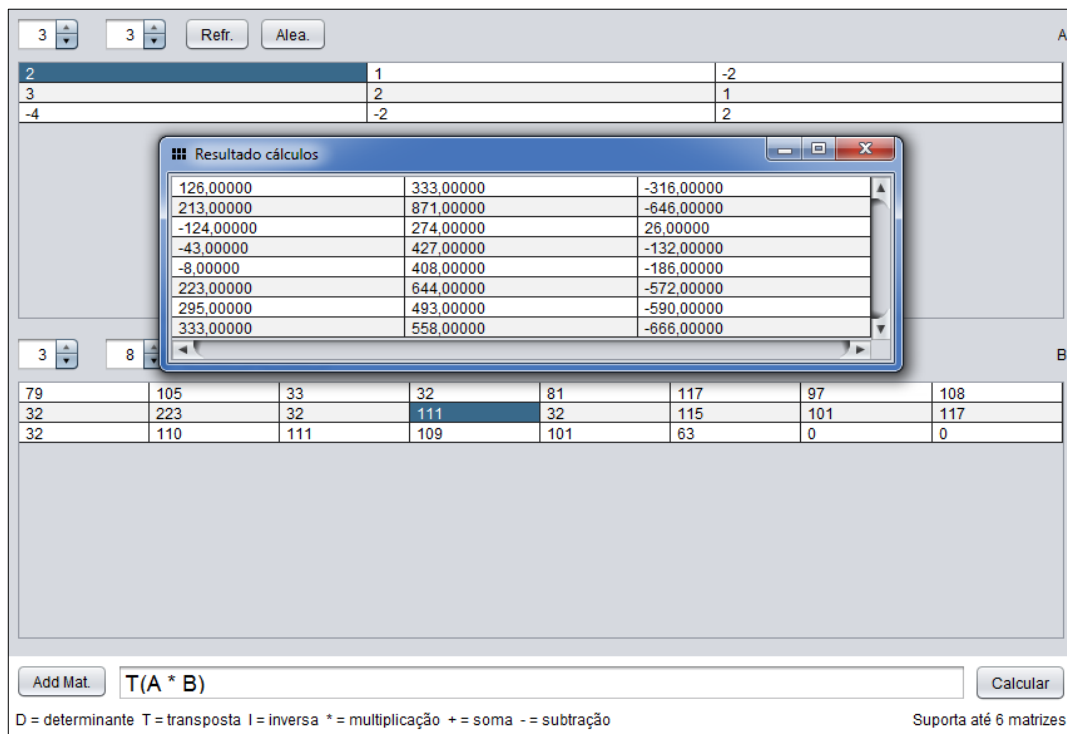 3 3 Refr. Alea. A
2 1 -2
3 2 1
-4 -2 2
Resultado cálculos
126,00000 333,00000 -316,00000
213,00000 871,00000 -646,00000
-124,00000 274,00000 26,00000
-43,00000 427,00000 -132,00000
-8,00000 408,00000 -186,00000
223,00000 644,00000 -572,00000
295,00000 493,00000 -590,00000
333,00000 558,00000 -666,00000
3 8 B
79 105 33 32 81 117 97 108
32 223 32 111 32 115 101 117
32 110 111 109 101 63 0 0
Add Mat. T(A * B) Calcular
D = determinante T = transposta I = inversa * = multiplicação + = soma - = subtração Suporta até 6 matrizes